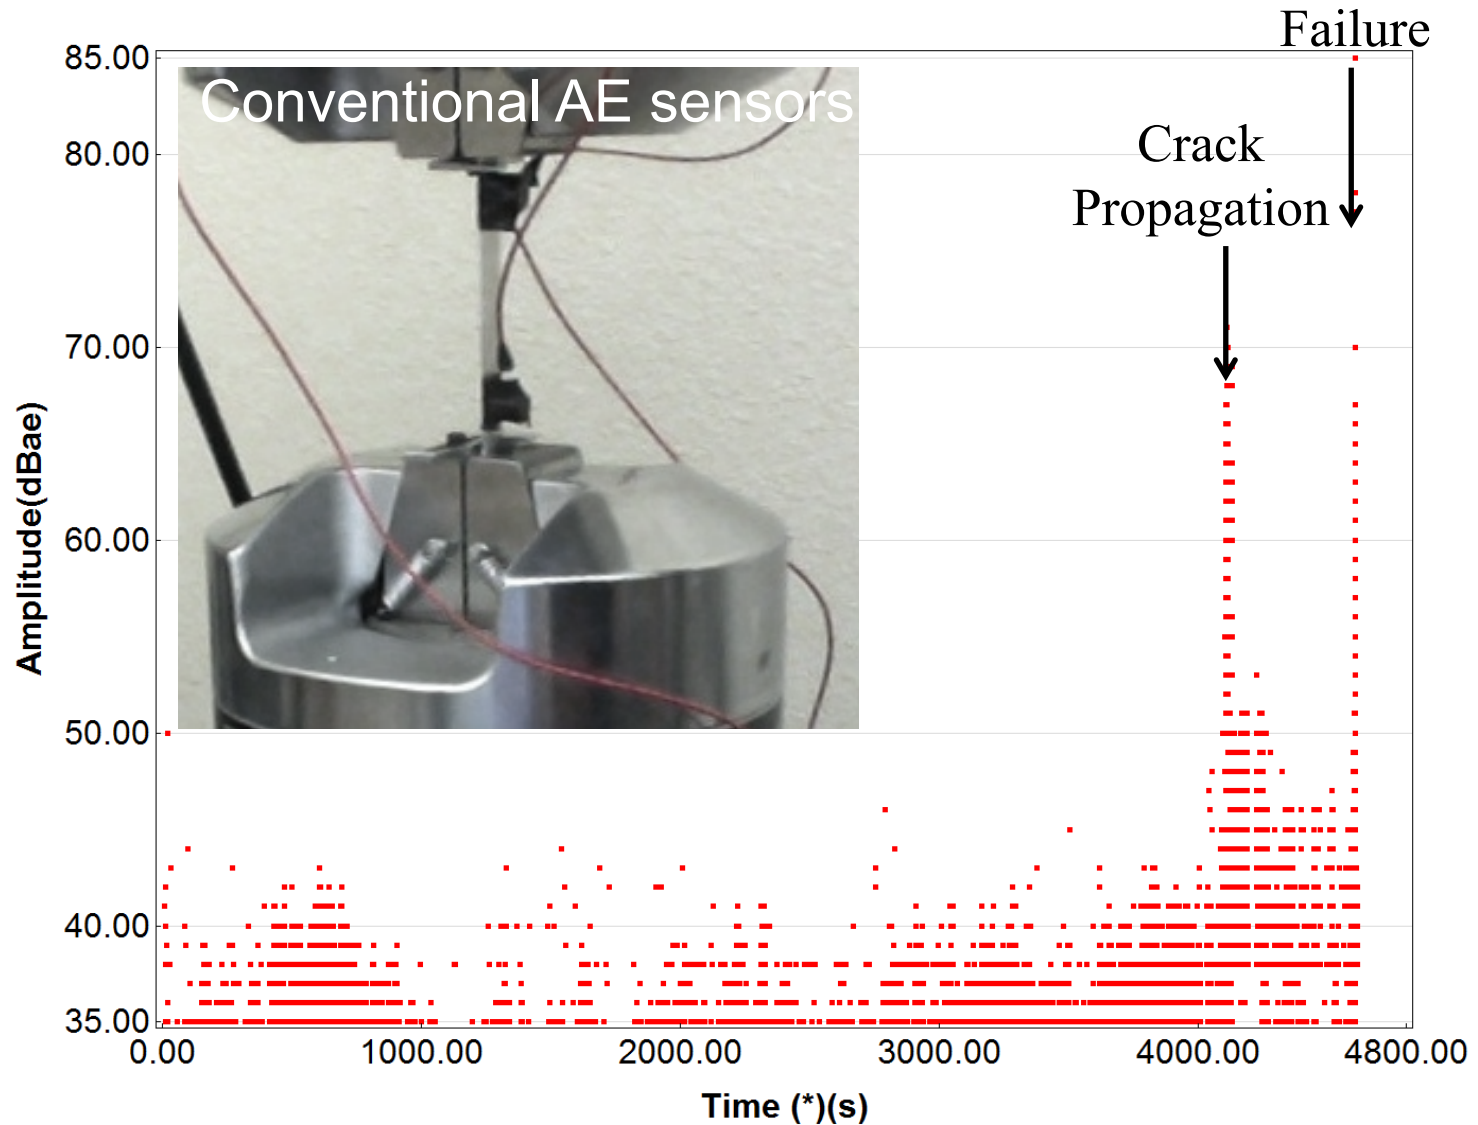 Failure
85.00
Conventional AE sensors
80.00
Crack
Propagation
70.00
60.00
50.00
40.00
35.00
Amplitude(dBae)
0.00 1000.00 2000.00 3000.00 4000.00 4800.00
Time (*)(s)